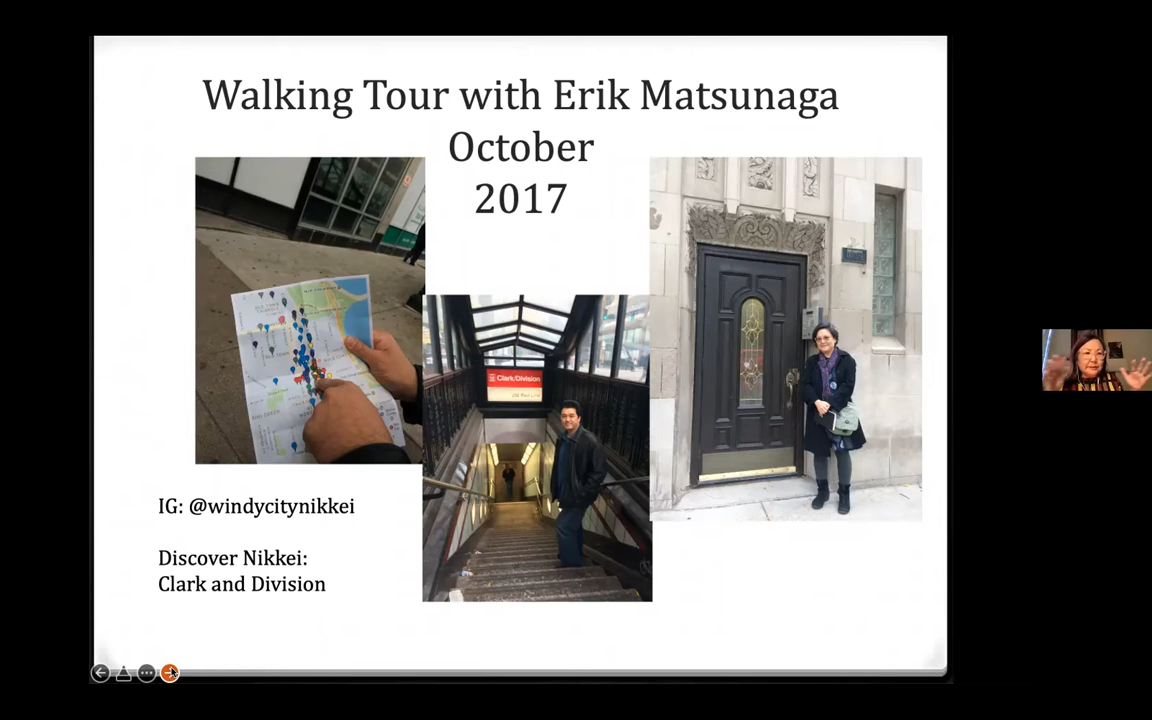 Walking Tour with Erik Matsunaga
October
2017
Clark/Division
IG: @windycitynikkei
Discover Nikkei:
Clark and Division